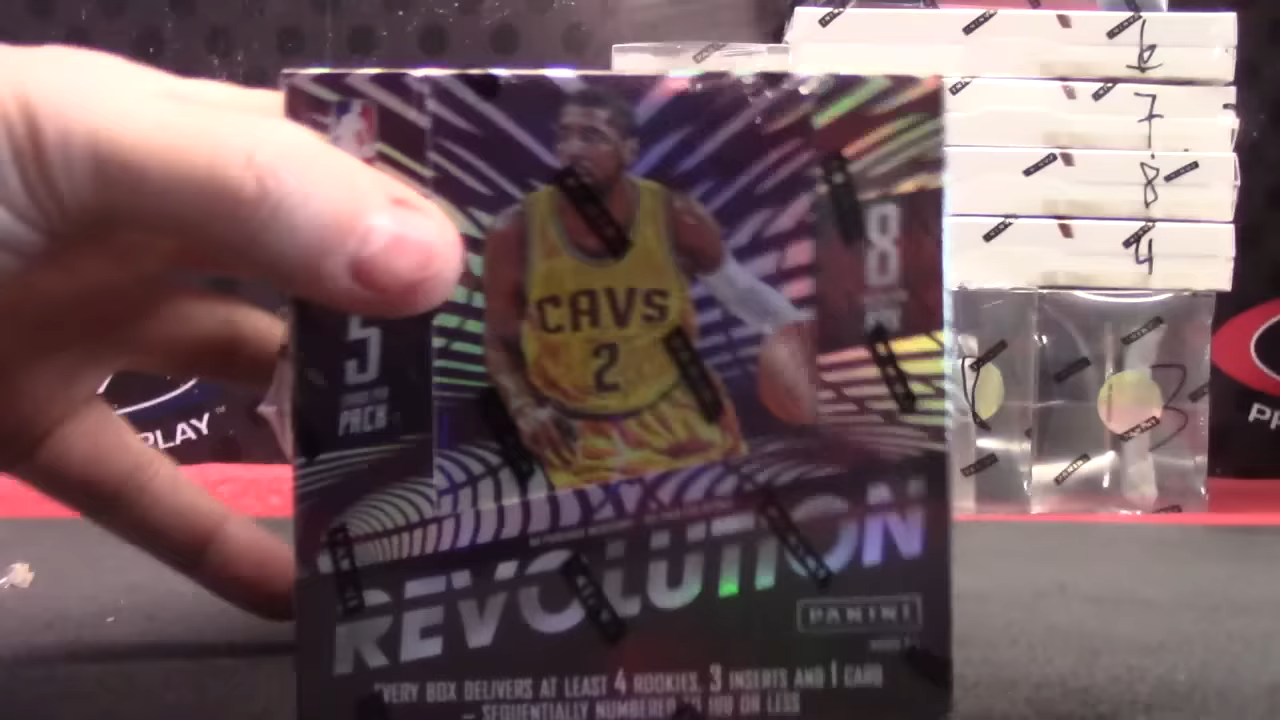 6
7
8
4
3
8
5
PACK
CAVS
2
PLAY
REVOLUTION
PANINI
EVERY BOX DELIVERS AT LEAST 4 ROOKIES, 3 INSERTS AND 1 CARD
– SEQUENTIALLY NUMBERED TO 100 OR LESS